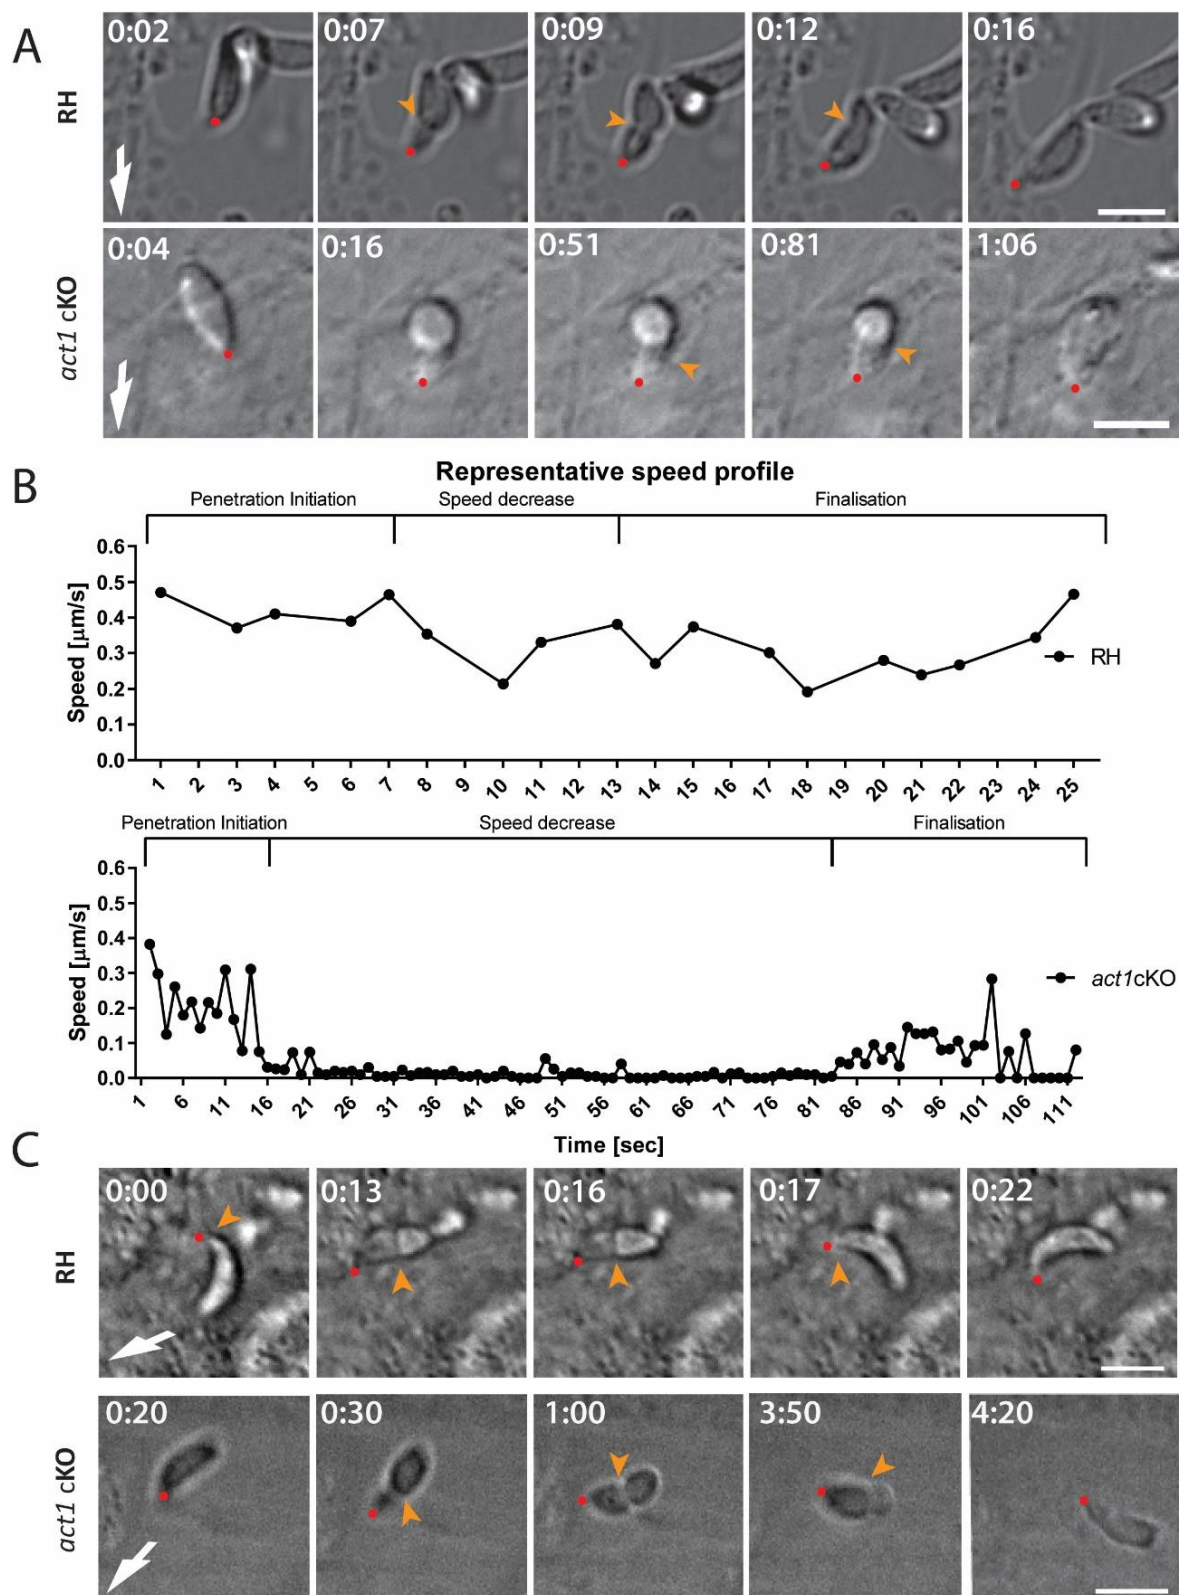 A
RH
0:02
0:07
0:09
0:12
0:16
act1 cKO
0:04
0:16
0:51
0:81
1:06
B
Representative speed profile
Penetration Initiation
Speed decrease
Finalisation
Speed [μm/s]
0.6
0.5
0.4
0.3
0.2
0.1
0.0
RH
1 2 3 4 5 6 7 8 9 10 11 12 13 14 15 16 17 18 19 20 21 22 23 24 25
Penetration Initiation
Speed decrease
Finalisation
Speed [μm/s]
0.6
0.5
0.4
0.3
0.2
0.1
0.0
act1cKO
1 6 11 16 21 26 31 36 41 46 51 56 61 66 71 76 81 86 91 96 101 106 111
Time [sec]
C
RH
0:00
0:13
0:16
0:17
0:22
act1 cKO
0:20
0:30
1:00
3:50
4:20